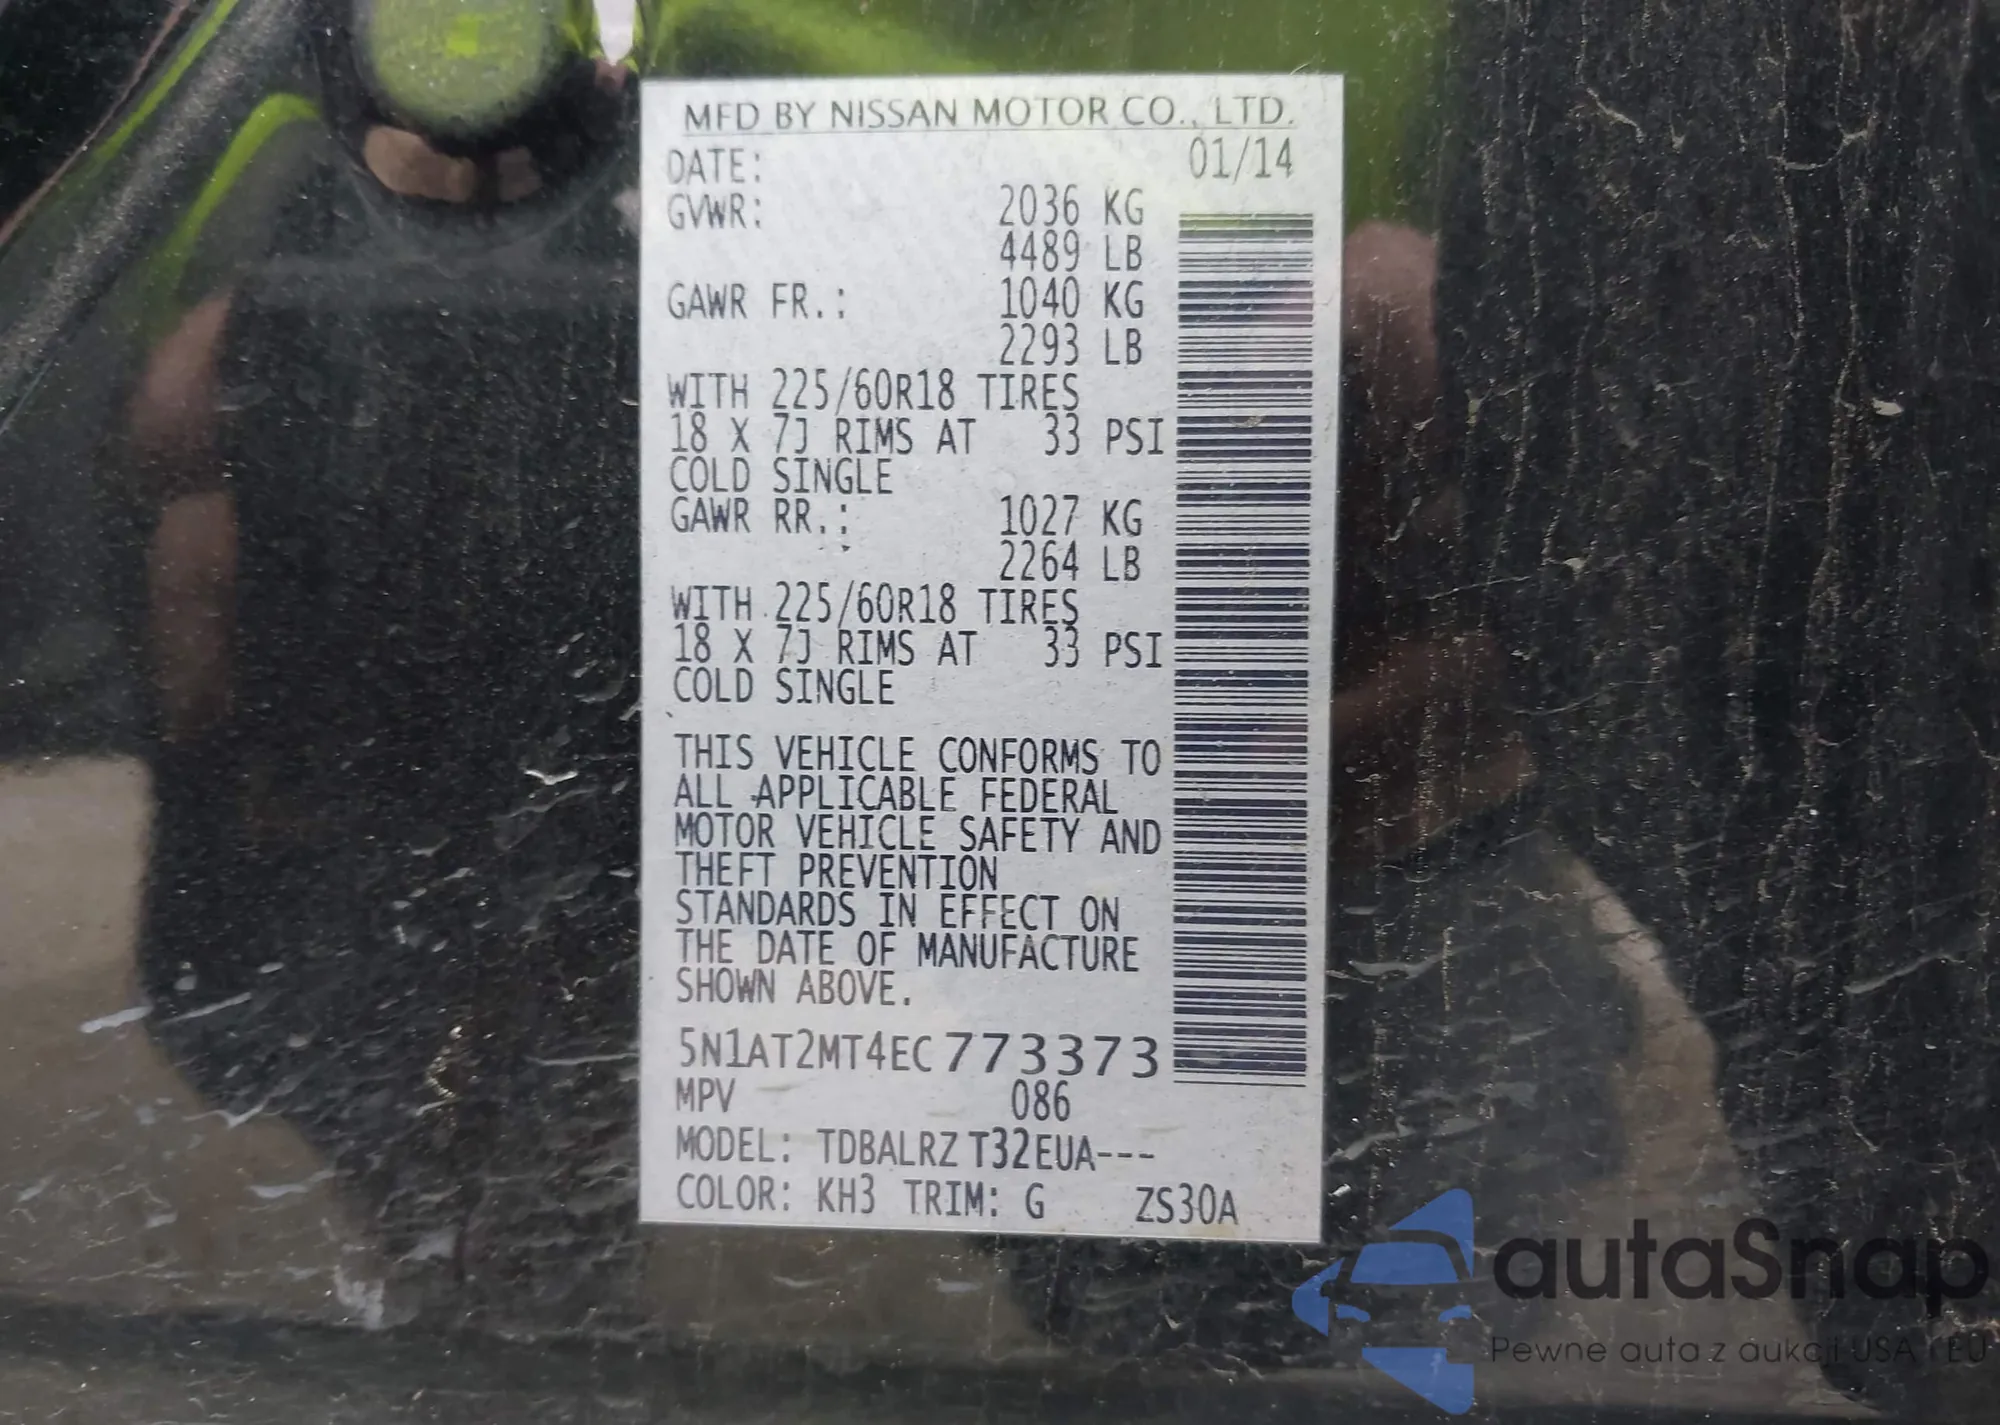 MFD BY NISSAN MOTOR CO., LTD.
DATE: 01/14
GVWR: 2036 KG
4489 LB
GAWR FR.: 1040 KG
2293 LB
WITH 225/60R18 TIRES
18 X 7J RIMS AT 33 PSI
COLD SINGLE
GAWR RR.: 1027 KG
2264 LB
WITH 225/60R18 TIRES
18 X 7J RIMS AT 33 PSI
COLD SINGLE
THIS VEHICLE CONFORMS TO
ALL APPLICABLE FEDERAL
MOTOR VEHICLE SAFETY AND
THEFT PREVENTION
STANDARDS IN EFFECT ON
THE DATE OF MANUFACTURE
SHOWN ABOVE.
5N1AT2MT4EC773373
MPV 086
MODEL: TDBALRZ T32EUA---
COLOR: KH3 TRIM: G ZS30A
autaSnap
Pewne auta z aukcji USA i EU